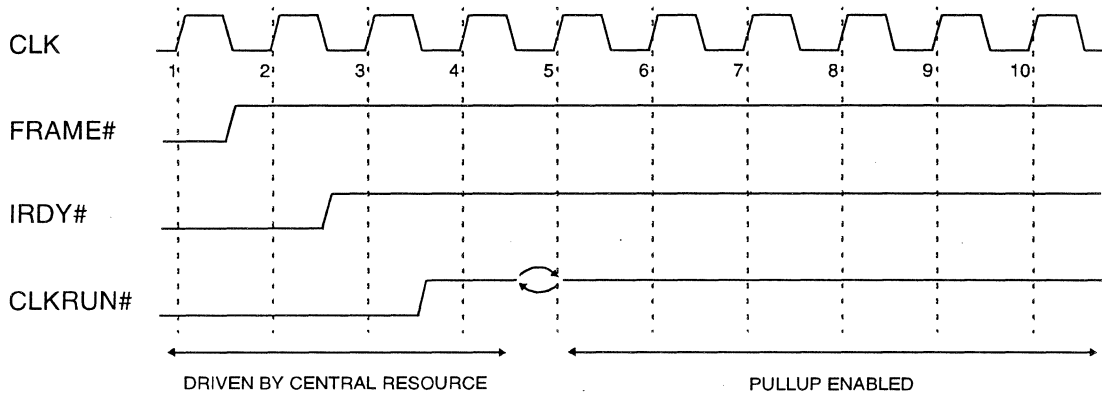 CLK
1 2 3 4 5 6 7 8 9 10
FRAME#
IRDY#
CLKRUN#
DRIVEN BY CENTRAL RESOURCE
PULLUP ENABLED